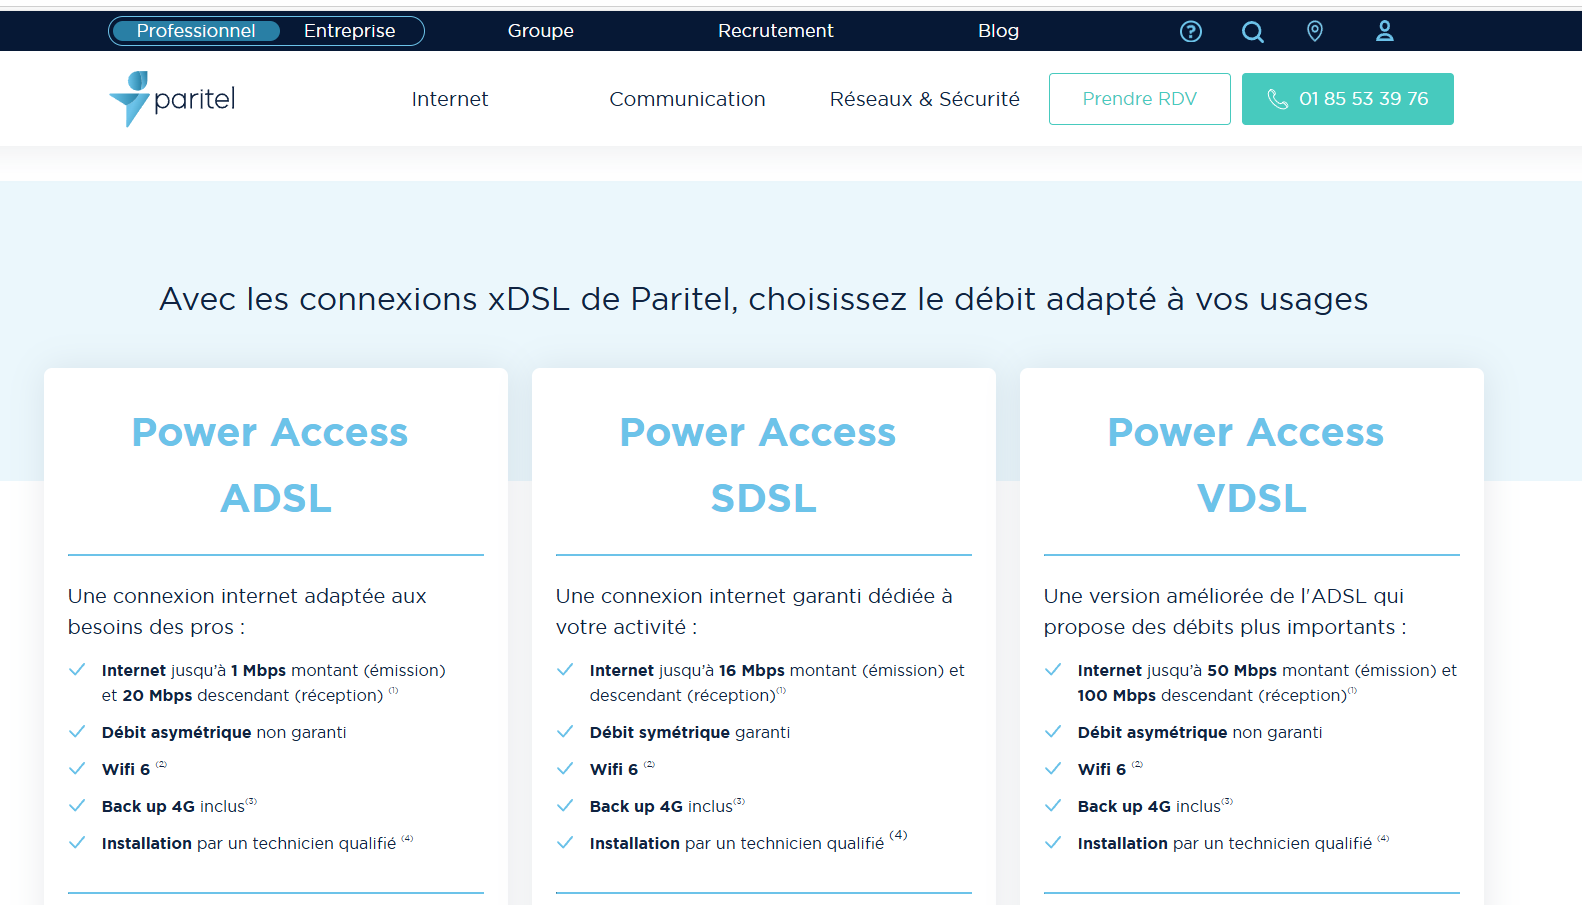 Professionnel Entreprise Groupe Recrutement Blog
paritel Internet Communication Réseaux & Sécurité Prendre RDV 01 85 53 39 76
Avec les connexions xDSL de Paritel, choisissez le débit adapté à vos usages
Power Access
ADSL
Une connexion internet adaptée aux
besoins des pros :
Internet jusqu'à 1 Mbps montant (émission)
et 20 Mbps descendant (réception) (1)
Débit asymétrique non garanti
Wifi 6 (2)
Back up 4G inclus(3)
Installation par un technicien qualifié (4)
Power Access
SDSL
Une connexion internet garanti dédiée à
votre activité :
Internet jusqu'à 16 Mbps montant (émission) et
descendant (réception)(1)
Débit symétrique garanti
Wifi 6 (2)
Back up 4G inclus(3)
Installation par un technicien qualifié (4)
Power Access
VDSL
Une version améliorée de l'ADSL qui
propose des débits plus importants :
Internet jusqu'à 50 Mbps montant (émission) et
100 Mbps descendant (réception)(1)
Débit asymétrique non garanti
Wifi 6 (2)
Back up 4G inclus(3)
Installation par un technicien qualifié (4)